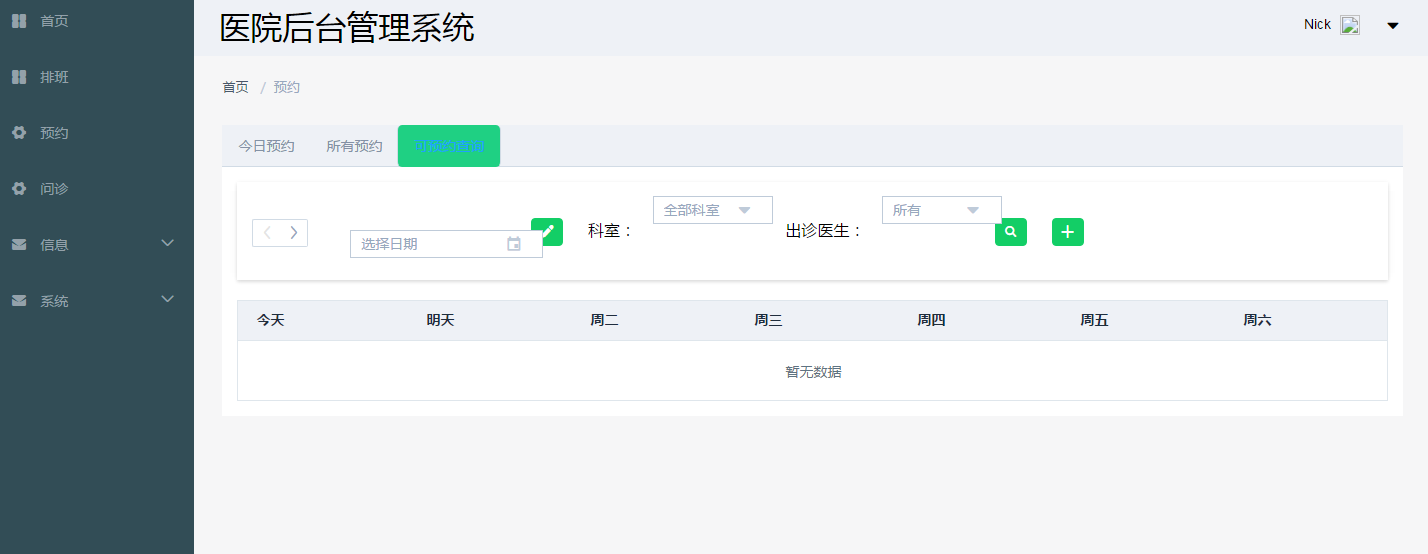 首页
排班
预约
问诊
信息
系统
医院后台管理系统
Nick
首页 / 预约
今日预约 所有预约 可预约查询
选择日期 科室： 全部科室 出诊医生： 所有
今天 明天 周二 周三 周四 周五 周六
暂无数据